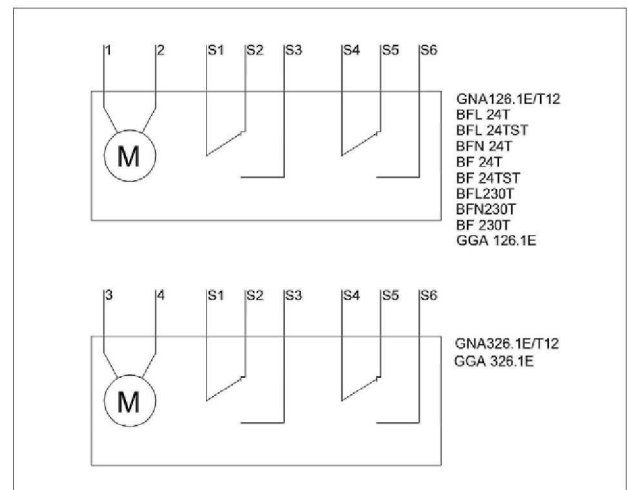 1 2 S1 S2 S3 S4 S5 S6
GNA126.1E/T12
BFL 24T
BFL 24TST
BFN 24T
BF 24T
BF 24TST
BFL230T
BFN230T
BF 230T
GGA 126.1E
M
3 4 S1 S2 S3 S4 S5 S6
GNA326.1E/T12
GGA 326.1E
M